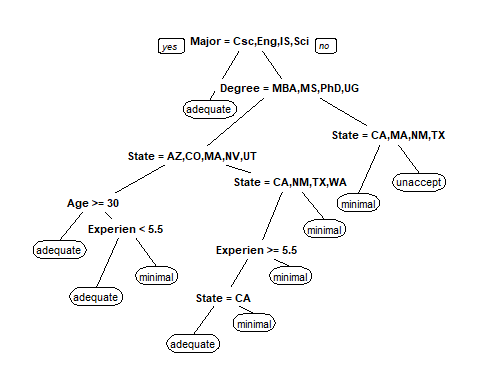 yes Major = Csc,Eng,IS,Sci no
Degree = MBA,MS,PhD,UG
adequate
State = CA,MA,NM,TX
State = AZ,CO,MA,NV,UT
State = CA,NM,TX,WA
unaccept
Age >= 30
minimal
Experien < 5.5
minimal
adequate
Experien >= 5.5
minimal
minimal
adequate
State = CA
minimal
adequate